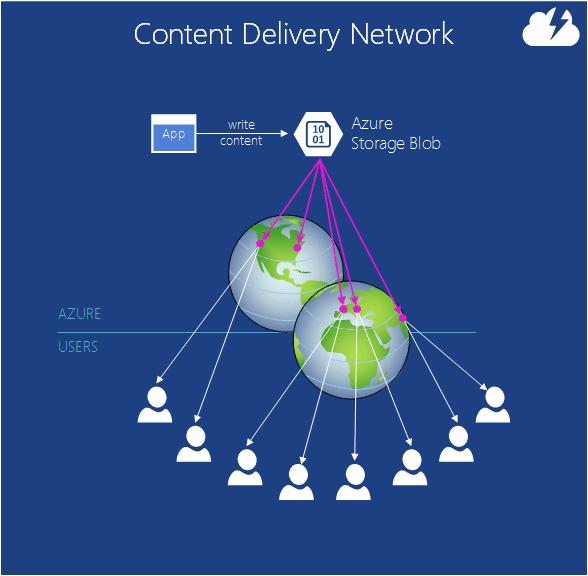 Content Delivery Network
App
write
content
10
01
Azure
Storage Blob
AZURE
USERS